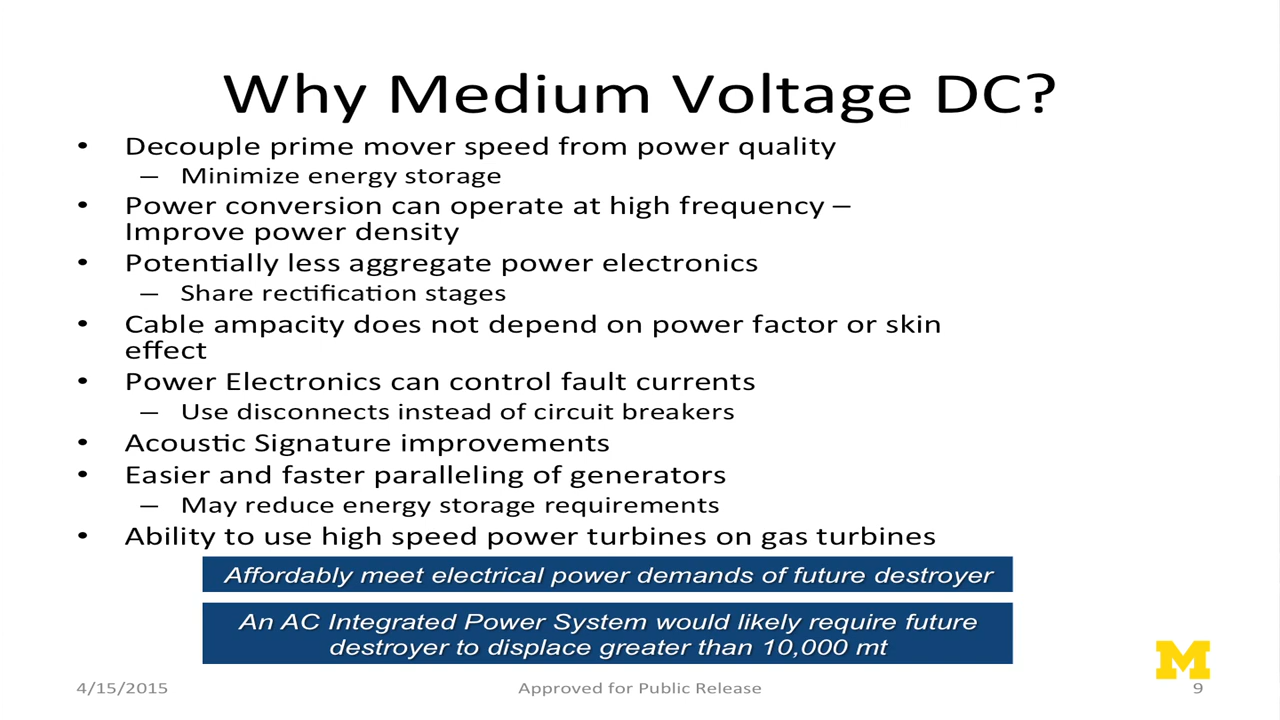 Why Medium Voltage DC?
• Decouple prime mover speed from power quality
– Minimize energy storage
• Power conversion can operate at high frequency –
Improve power density
• Potentially less aggregate power electronics
– Share rectification stages
• Cable ampacity does not depend on power factor or skin
effect
• Power Electronics can control fault currents
– Use disconnects instead of circuit breakers
• Acoustic Signature improvements
• Easier and faster paralleling of generators
– May reduce energy storage requirements
• Ability to use high speed power turbines on gas turbines
Affordably meet electrical power demands of future destroyer
An AC Integrated Power System would likely require future
destroyer to displace greater than 10,000 mt
M
4/15/2015 Approved for Public Release 9